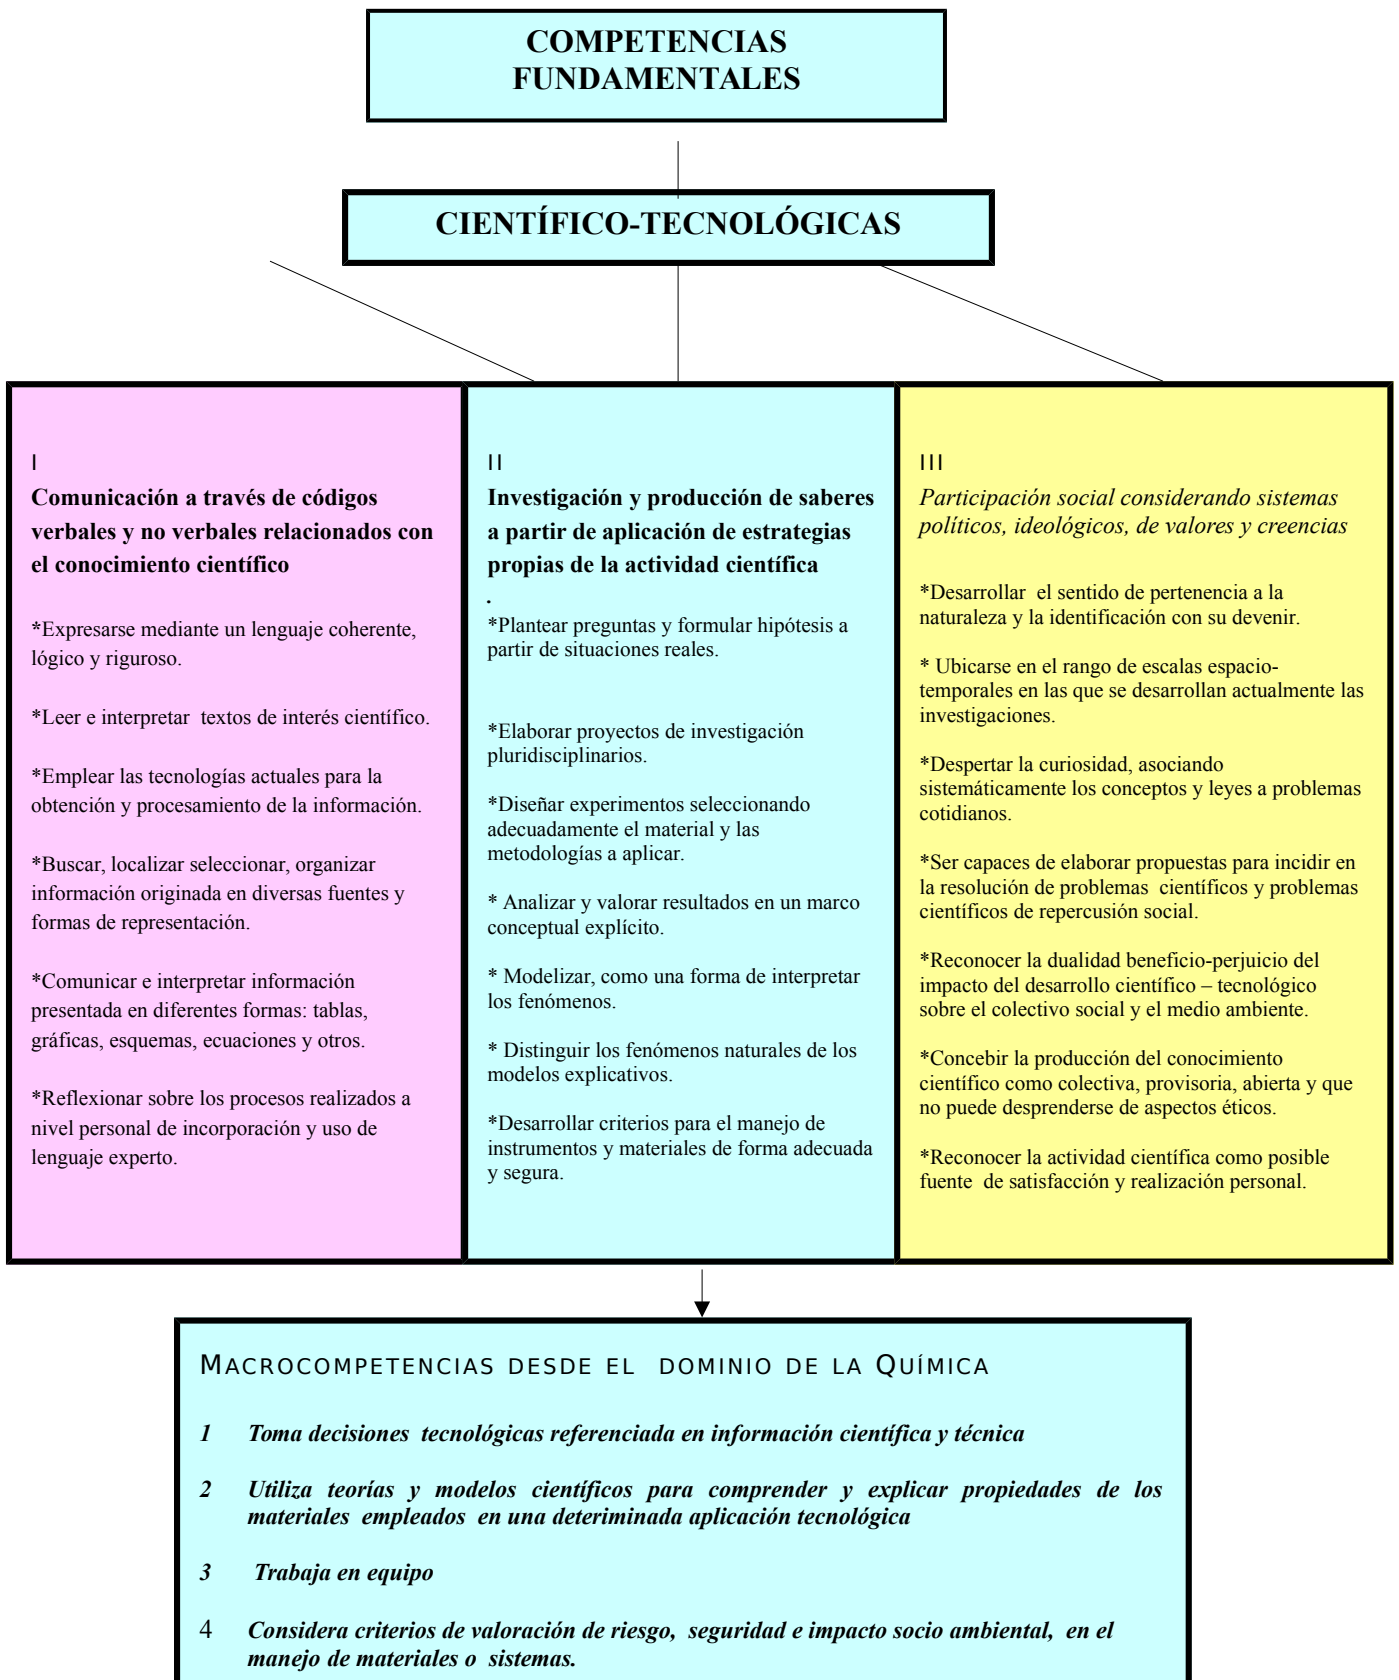 COMPETENCIAS
FUNDAMENTALES
CIENTÍFICO-TECNOLÓGICAS
I
Comunicación a través de códigos
verbales y no verbales relacionados con
el conocimiento científico
*Expresarse mediante un lenguaje coherente,
lógico y riguroso.
*Leer e interpretar textos de interés científico.
*Emplear las tecnologías actuales para la
obtención y procesamiento de la información.
*Buscar, localizar seleccionar, organizar
información originada en diversas fuentes y
formas de representación.
*Comunicar e interpretar información
presentada en diferentes formas: tablas,
gráficas, esquemas, ecuaciones y otros.
*Reflexionar sobre los procesos realizados a
nivel personal de incorporación y uso de
lenguaje experto.
II
Investigación y producción de saberes
a partir de aplicación de estrategias
propias de la actividad científica
.
*Plantear preguntas y formular hipótesis a
partir de situaciones reales.
*Elaborar proyectos de investigación
pluridisciplinarios.
*Diseñar experimentos seleccionando
adecuadamente el material y las
metodologías a aplicar.
* Analizar y valorar resultados en un marco
conceptual explícito.
* Modelizar, como una forma de interpretar
los fenómenos.
* Distinguir los fenómenos naturales de los
modelos explicativos.
*Desarrollar criterios para el manejo de
instrumentos y materiales de forma adecuada
y segura.
III
Participación social considerando sistemas
políticos, ideológicos, de valores y creencias
*Desarrollar el sentido de pertenencia a la
naturaleza y la identificación con su devenir.
* Ubicarse en el rango de escalas espacio-
temporales en las que se desarrollan actualmente las
investigaciones.
*Despertar la curiosidad, asociando
sistemáticamente los conceptos y leyes a problemas
cotidianos.
*Ser capaces de elaborar propuestas para incidir en
la resolución de problemas científicos y problemas
científicos de repercusión social.
*Reconocer la dualidad beneficio-perjuicio del
impacto del desarrollo científico – tecnológico
sobre el colectivo social y el medio ambiente.
*Concebir la producción del conocimiento
científico como colectiva, provisoria, abierta y que
no puede desprenderse de aspectos éticos.
*Reconocer la actividad científica como posible
fuente de satisfacción y realización personal.
MACROCOMPETENCIAS DESDE EL DOMINIO DE LA QUÍMICA
1 Toma decisiones tecnológicas referenciada en información científica y técnica
2 Utiliza teorías y modelos científicos para comprender y explicar propiedades de los
materiales empleados en una deteriminada aplicación tecnológica
3 Trabaja en equipo
4 Considera criterios de valoración de riesgo, seguridad e impacto socio ambiental, en el
manejo de materiales o sistemas.